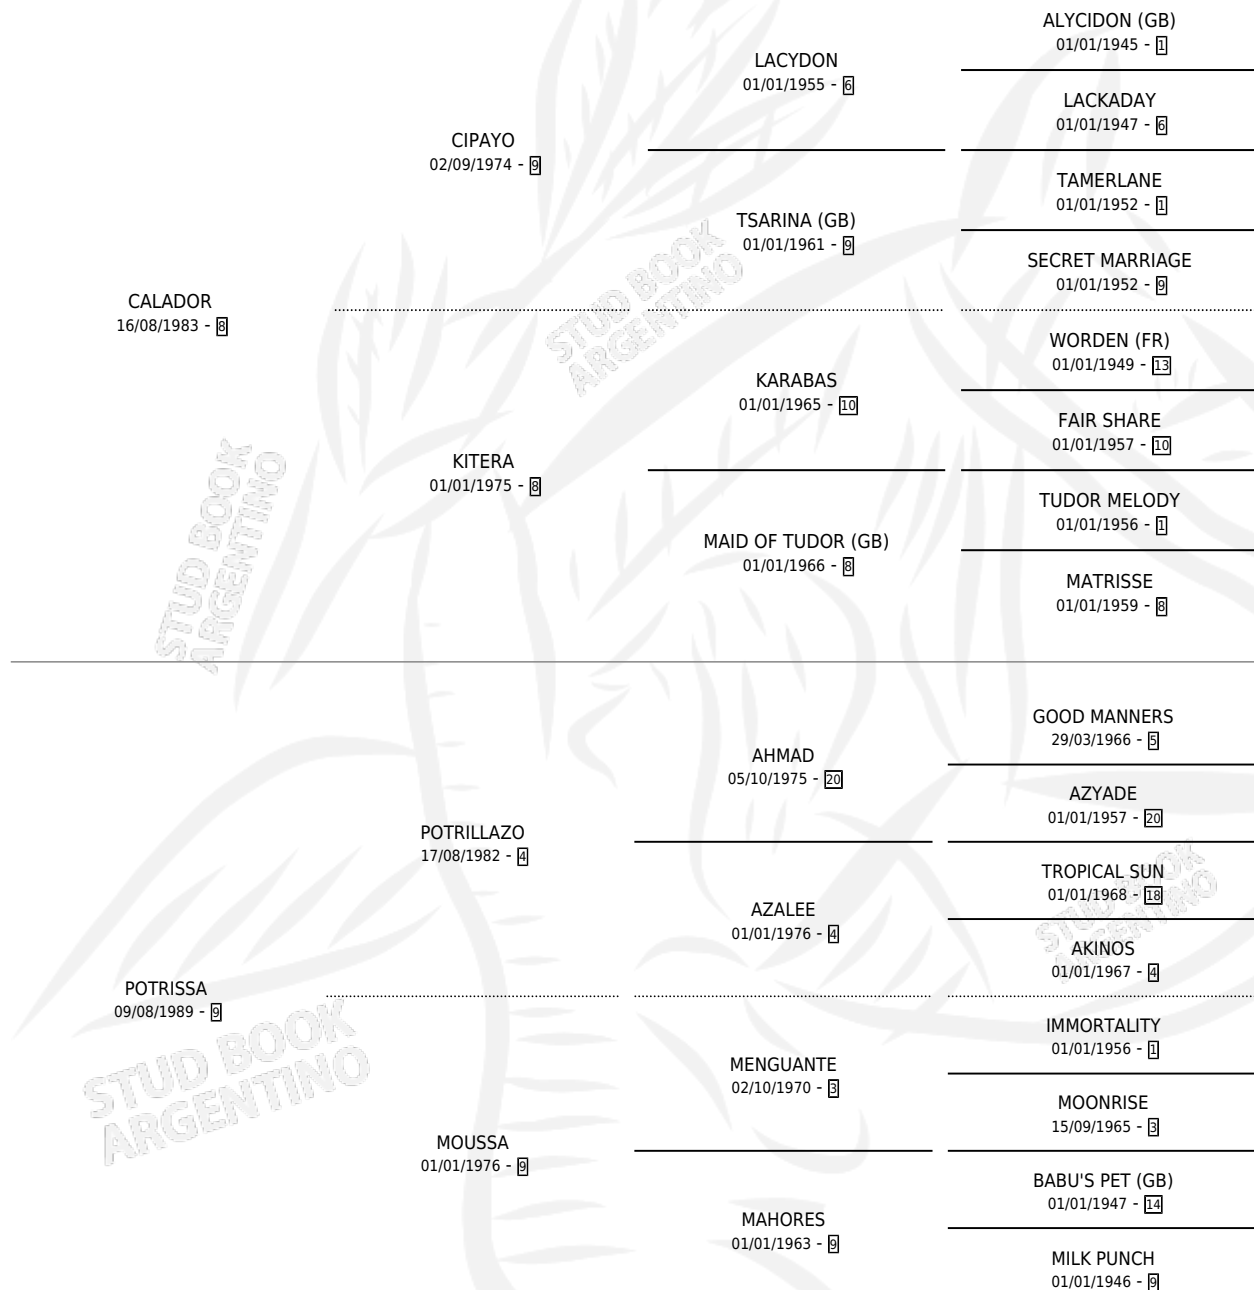 ALYCIDON (GB)
01/01/1945 - 1
LACYDON
01/01/1955 - 6
LACKADAY
01/01/1947 - 6
CIPAYO
02/09/1974 - 9
TAMERLANE
01/01/1952 - 1
TSARINA (GB)
01/01/1961 - 9
SECRET MARRIAGE
01/01/1952 - 9
CALADOR
16/08/1983 - 8
STUD BOOK
ARGENTINO
WORDEN (FR)
01/01/1949 - 13
KARABAS
01/01/1965 - 10
FAIR SHARE
01/01/1957 - 10
KITERA
01/01/1975 - 8
TUDOR MELODY
01/01/1956 - 1
MAID OF TUDOR (GB)
01/01/1966 - 8
MATRISSE
01/01/1959 - 8
STUD BOOK
ARGENTINO
GOOD MANNERS
29/03/1966 - 5
AHMAD
05/10/1975 - 20
AZYADE
01/01/1957 - 20
POTRILLAZO
17/08/1982 - 4
TROPICAL SUN
01/01/1968 - 18
STUD BOOK
ARGENTINO
AZALEE
01/01/1976 - 4
AKINOS
01/01/1967 - 4
POTRISSA
09/08/1989 - 9
STUD BOOK
ARGENTINO
IMMORTALITY
01/01/1956 - 1
MENGUANTE
02/10/1970 - 3
MOONRISE
15/09/1965 - 3
MOUSSA
01/01/1976 - 9
BABU'S PET (GB)
01/01/1947 - 14
MAHORES
01/01/1963 - 9
MILK PUNCH
01/01/1946 - 9